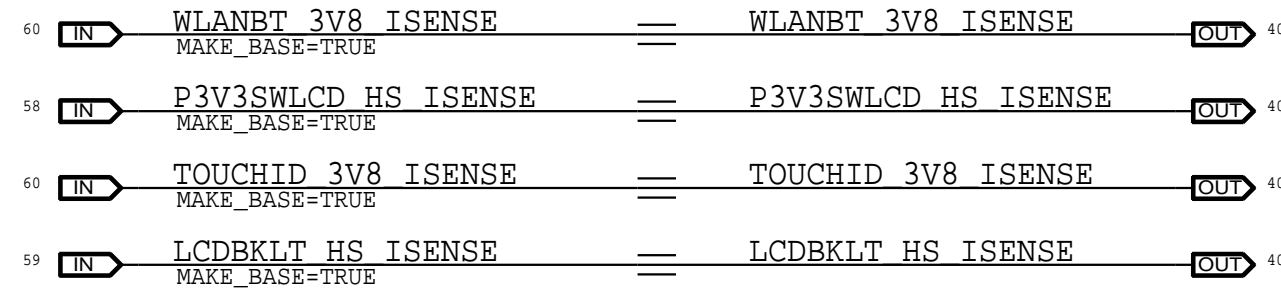 60 IN WLANBT_3V8_ISENSE WLANBT_3V8_ISENSE OUT 40
MAKE_BASE=TRUE
58 IN P3V3SWLCD_HS_ISENSE P3V3SWLCD_HS_ISENSE OUT 40
MAKE_BASE=TRUE
60 IN TOUCHID_3V8_ISENSE TOUCHID_3V8_ISENSE OUT 40
MAKE_BASE=TRUE
59 IN LCDBKLT_HS_ISENSE LCDBKLT_HS_ISENSE OUT 40
MAKE_BASE=TRUE